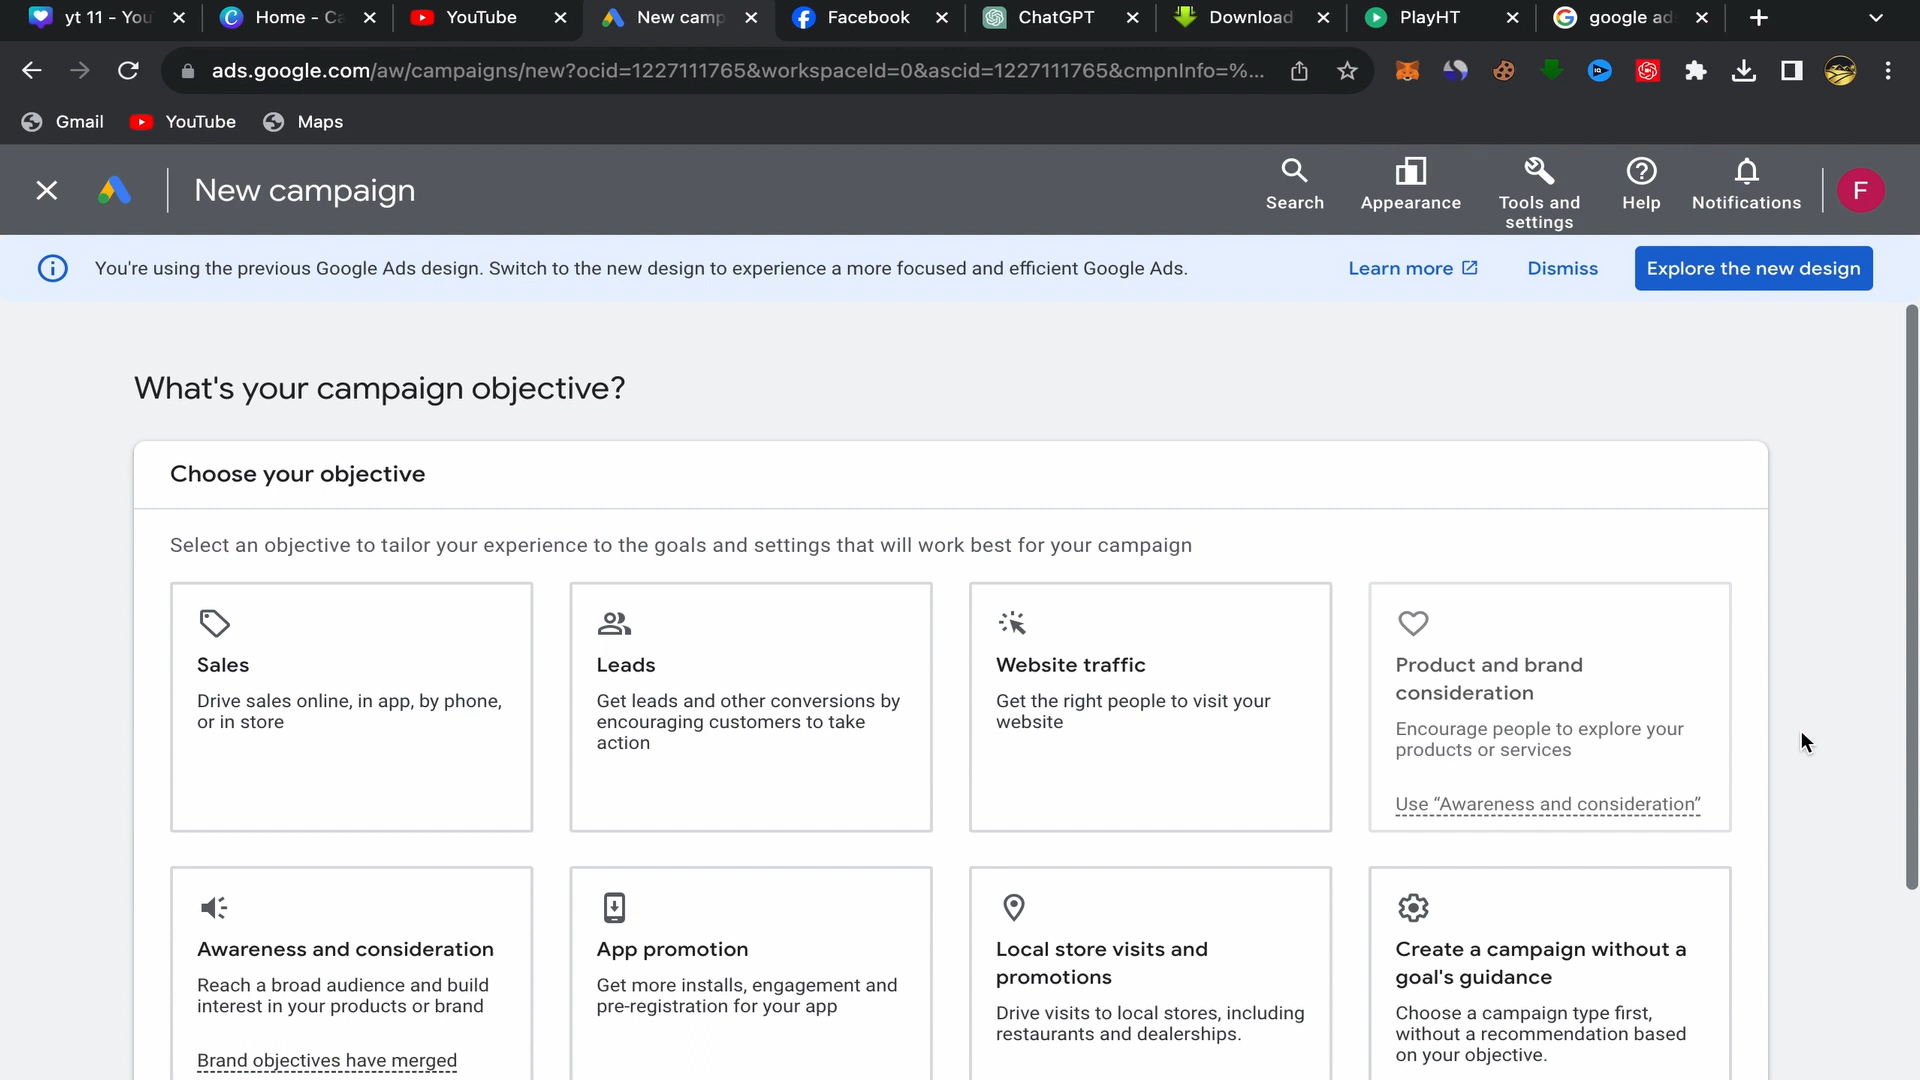 yt 11 - You
Home - Ca
YouTube
New camp
Facebook
ChatGPT
Download
PlayHT
google ad
ads.google.com/aw/campaigns/new?ocid=1227111765&workspaceId=0&ascid=1227111765&cmpnInfo=%...
Gmail
YouTube
Maps
New campaign
Search
Appearance
Tools and
settings
Help
Notifications
F
You're using the previous Google Ads design. Switch to the new design to experience a more focused and efficient Google Ads.
Learn more
Dismiss
Explore the new design
What's your campaign objective?
Choose your objective
Select an objective to tailor your experience to the goals and settings that will work best for your campaign
Sales
Drive sales online, in app, by phone,
or in store
Leads
Get leads and other conversions by
encouraging customers to take
action
Website traffic
Get the right people to visit your
website
Product and brand
consideration
Encourage people to explore your
products or services
Use “Awareness and consideration”
Awareness and consideration
Reach a broad audience and build
interest in your products or brand
Brand objectives have merged
App promotion
Get more installs, engagement and
pre-registration for your app
Local store visits and
promotions
Drive visits to local stores, including
restaurants and dealerships.
Create a campaign without a
goal's guidance
Choose a campaign type first,
without a recommendation based
on your objective.